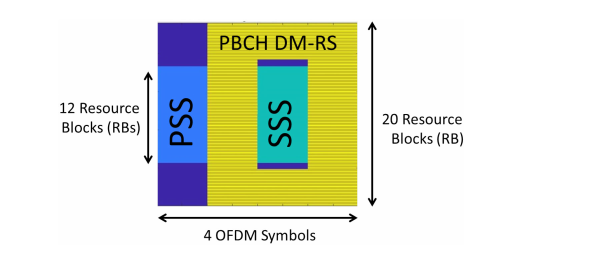 PBCH DM-RS
12 Resource
Blocks (RBs)
PSS
SSS
20 Resource
Blocks (RB)
4 OFDM Symbols